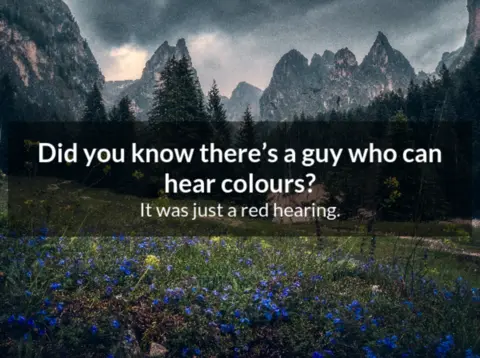 Did you know there’s a guy who can
hear colours?
It was just a red hearing.